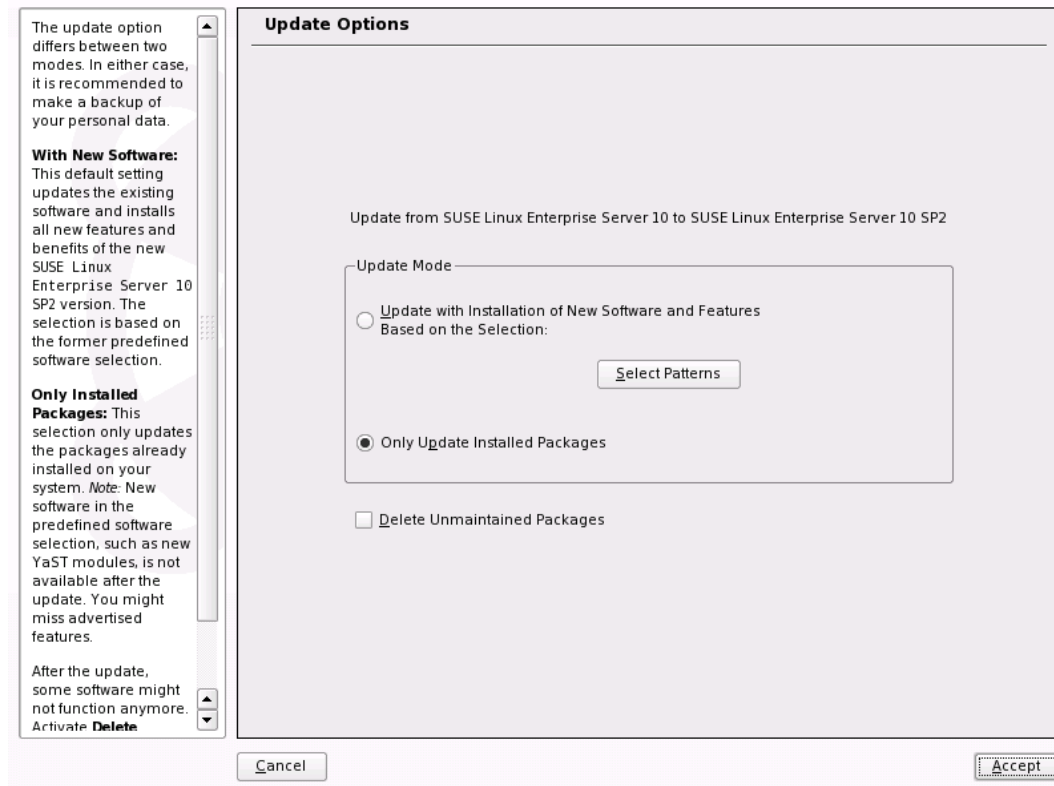 The update option
differs between two
modes. In either case,
it is recommended to
make a backup of
your personal data.
With New Software:
This default setting
updates the existing
software and installs
all new features and
benefits of the new
SUSE Linux
Enterprise Server 10
SP2 version. The
selection is based on
the former predefined
software selection.
Only Installed
Packages: This
selection only updates
the packages already
installed on your
system. Note: New
software in the
predefined software
selection, such as new
YaST modules, is not
available after the
update. You might
miss advertised
features.
After the update,
some software might
not function anymore.
Activate Delete
Update Options
Update from SUSE Linux Enterprise Server 10 to SUSE Linux Enterprise Server 10 SP2
Update Mode
Update with Installation of New Software and Features
Based on the Selection:
Select Patterns
Only Update Installed Packages
Delete Unmaintained Packages
Cancel
Accept